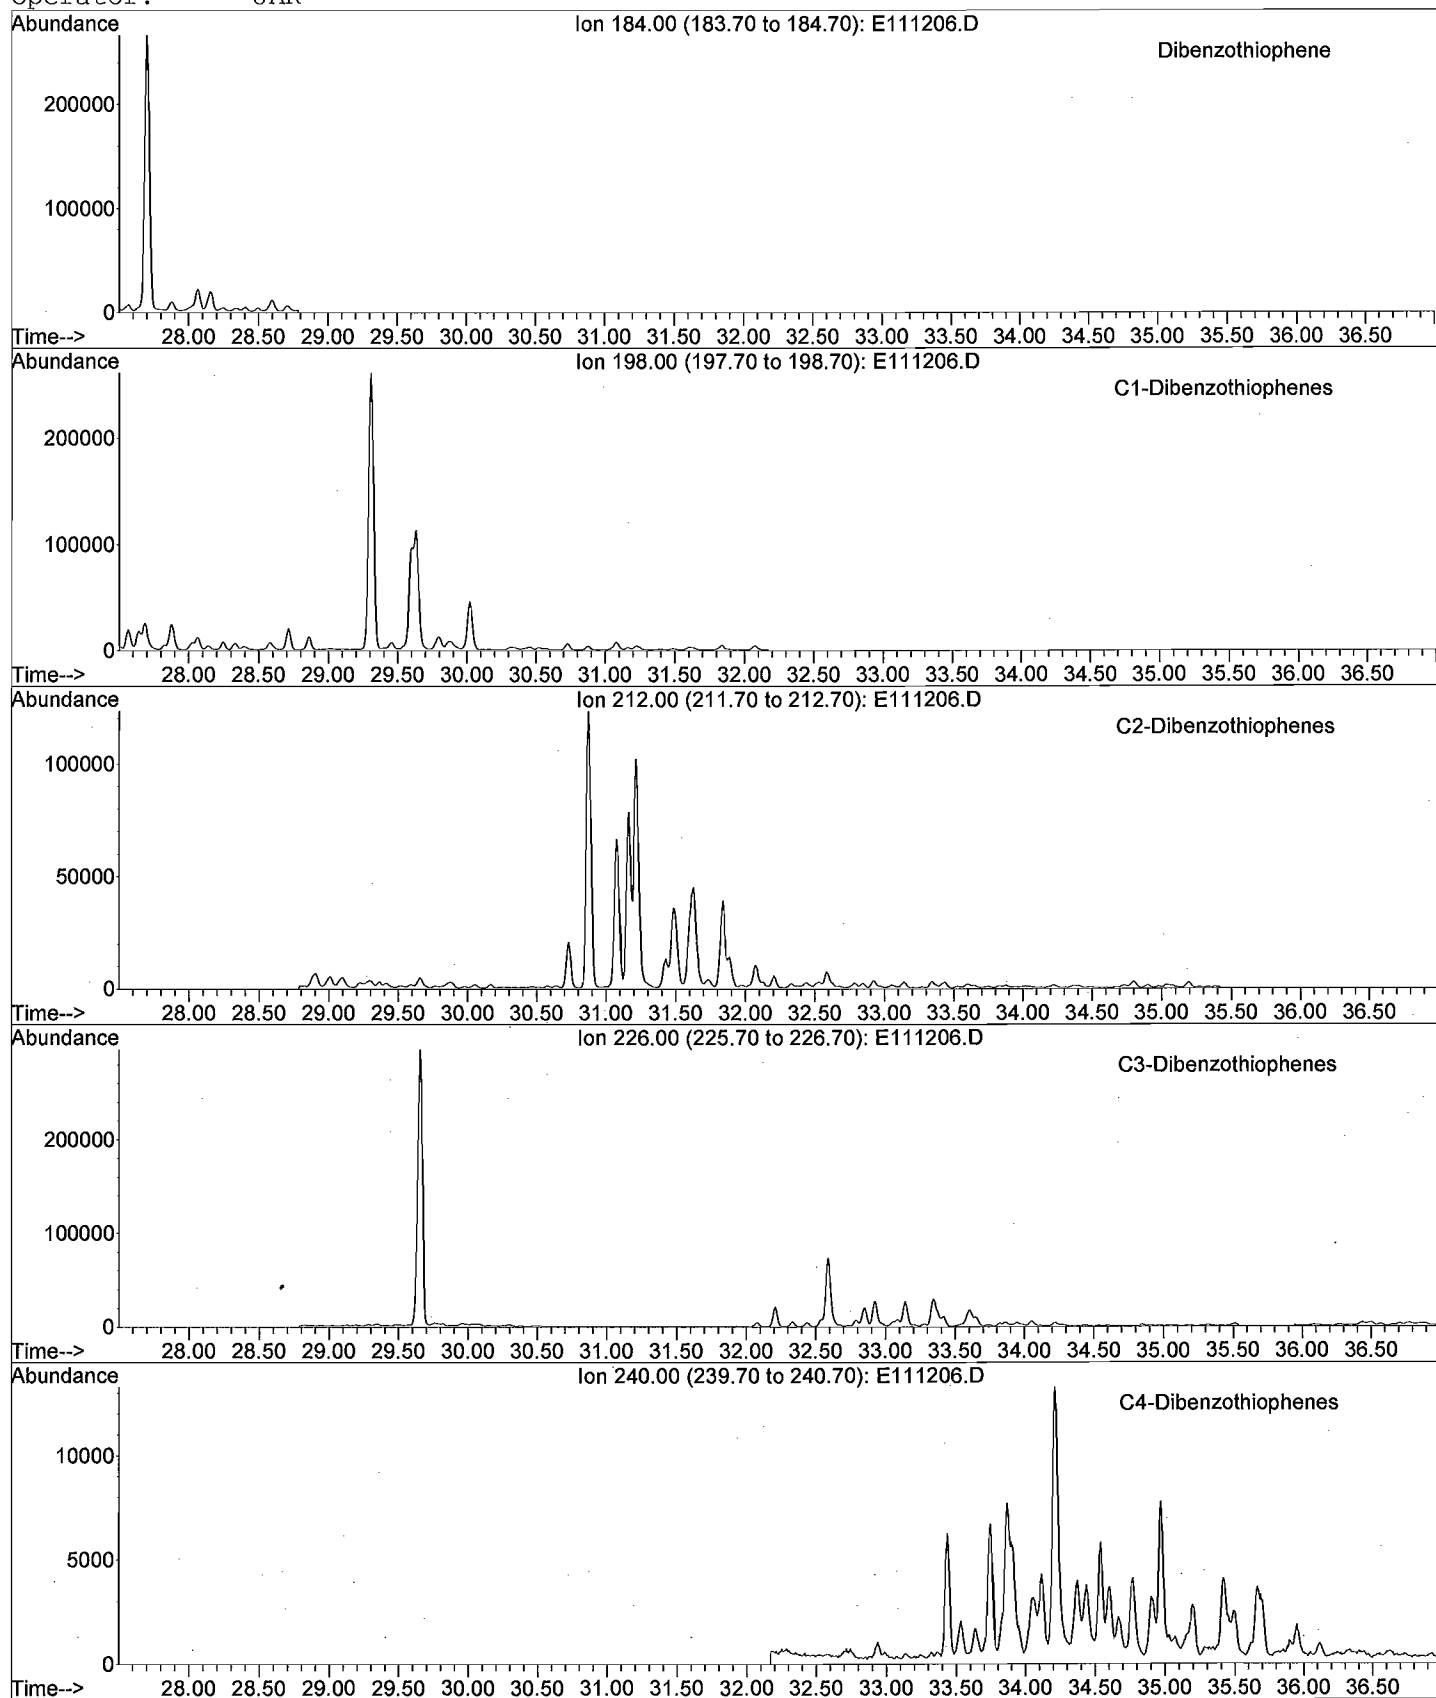 Operator: SAR
Abundance Ion 184.00 (183.70 to 184.70): E111206.D
Dibenzothiophene
200000
100000
0
Time--> 28.00 28.50 29.00 29.50 30.00 30.50 31.00 31.50 32.00 32.50 33.00 33.50 34.00 34.50 35.00 35.50 36.00 36.50
Abundance Ion 198.00 (197.70 to 198.70): E111206.D
C1-Dibenzothiophenes
200000
100000
0
Time--> 28.00 28.50 29.00 29.50 30.00 30.50 31.00 31.50 32.00 32.50 33.00 33.50 34.00 34.50 35.00 35.50 36.00 36.50
Abundance Ion 212.00 (211.70 to 212.70): E111206.D
C2-Dibenzothiophenes
100000
50000
0
Time--> 28.00 28.50 29.00 29.50 30.00 30.50 31.00 31.50 32.00 32.50 33.00 33.50 34.00 34.50 35.00 35.50 36.00 36.50
Abundance Ion 226.00 (225.70 to 226.70): E111206.D
C3-Dibenzothiophenes
200000
100000
0
Time--> 28.00 28.50 29.00 29.50 30.00 30.50 31.00 31.50 32.00 32.50 33.00 33.50 34.00 34.50 35.00 35.50 36.00 36.50
Abundance Ion 240.00 (239.70 to 240.70): E111206.D
C4-Dibenzothiophenes
10000
5000
0
Time--> 28.00 28.50 29.00 29.50 30.00 30.50 31.00 31.50 32.00 32.50 33.00 33.50 34.00 34.50 35.00 35.50 36.00 36.50